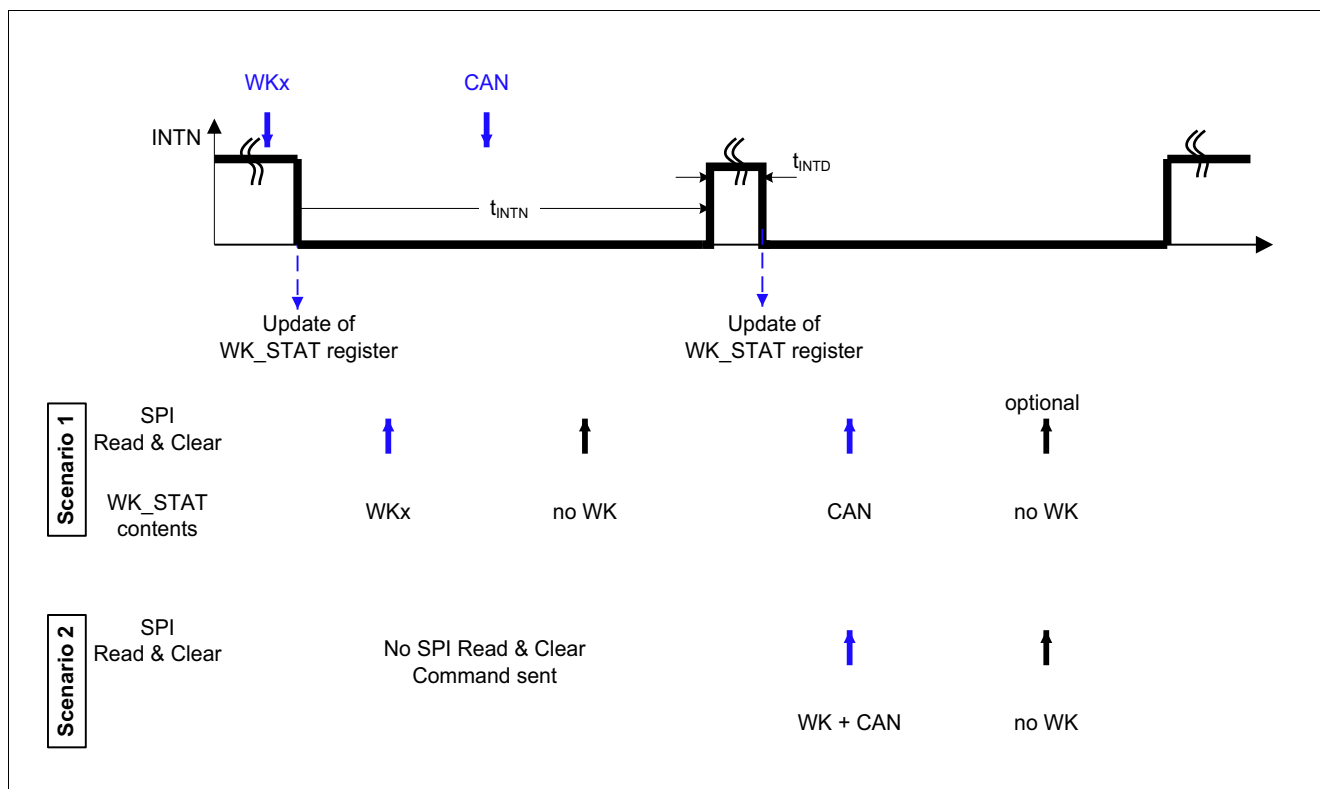 WKx
CAN
INTN
tINTD
tINTN
Update of
WK_STAT register
Update of
WK_STAT register
Scenario 1
SPI
Read & Clear
optional
WK_STAT
contents
WKx
no WK
CAN
no WK
Scenario 2
SPI
Read & Clear
No SPI Read & Clear
Command sent
WK + CAN
no WK